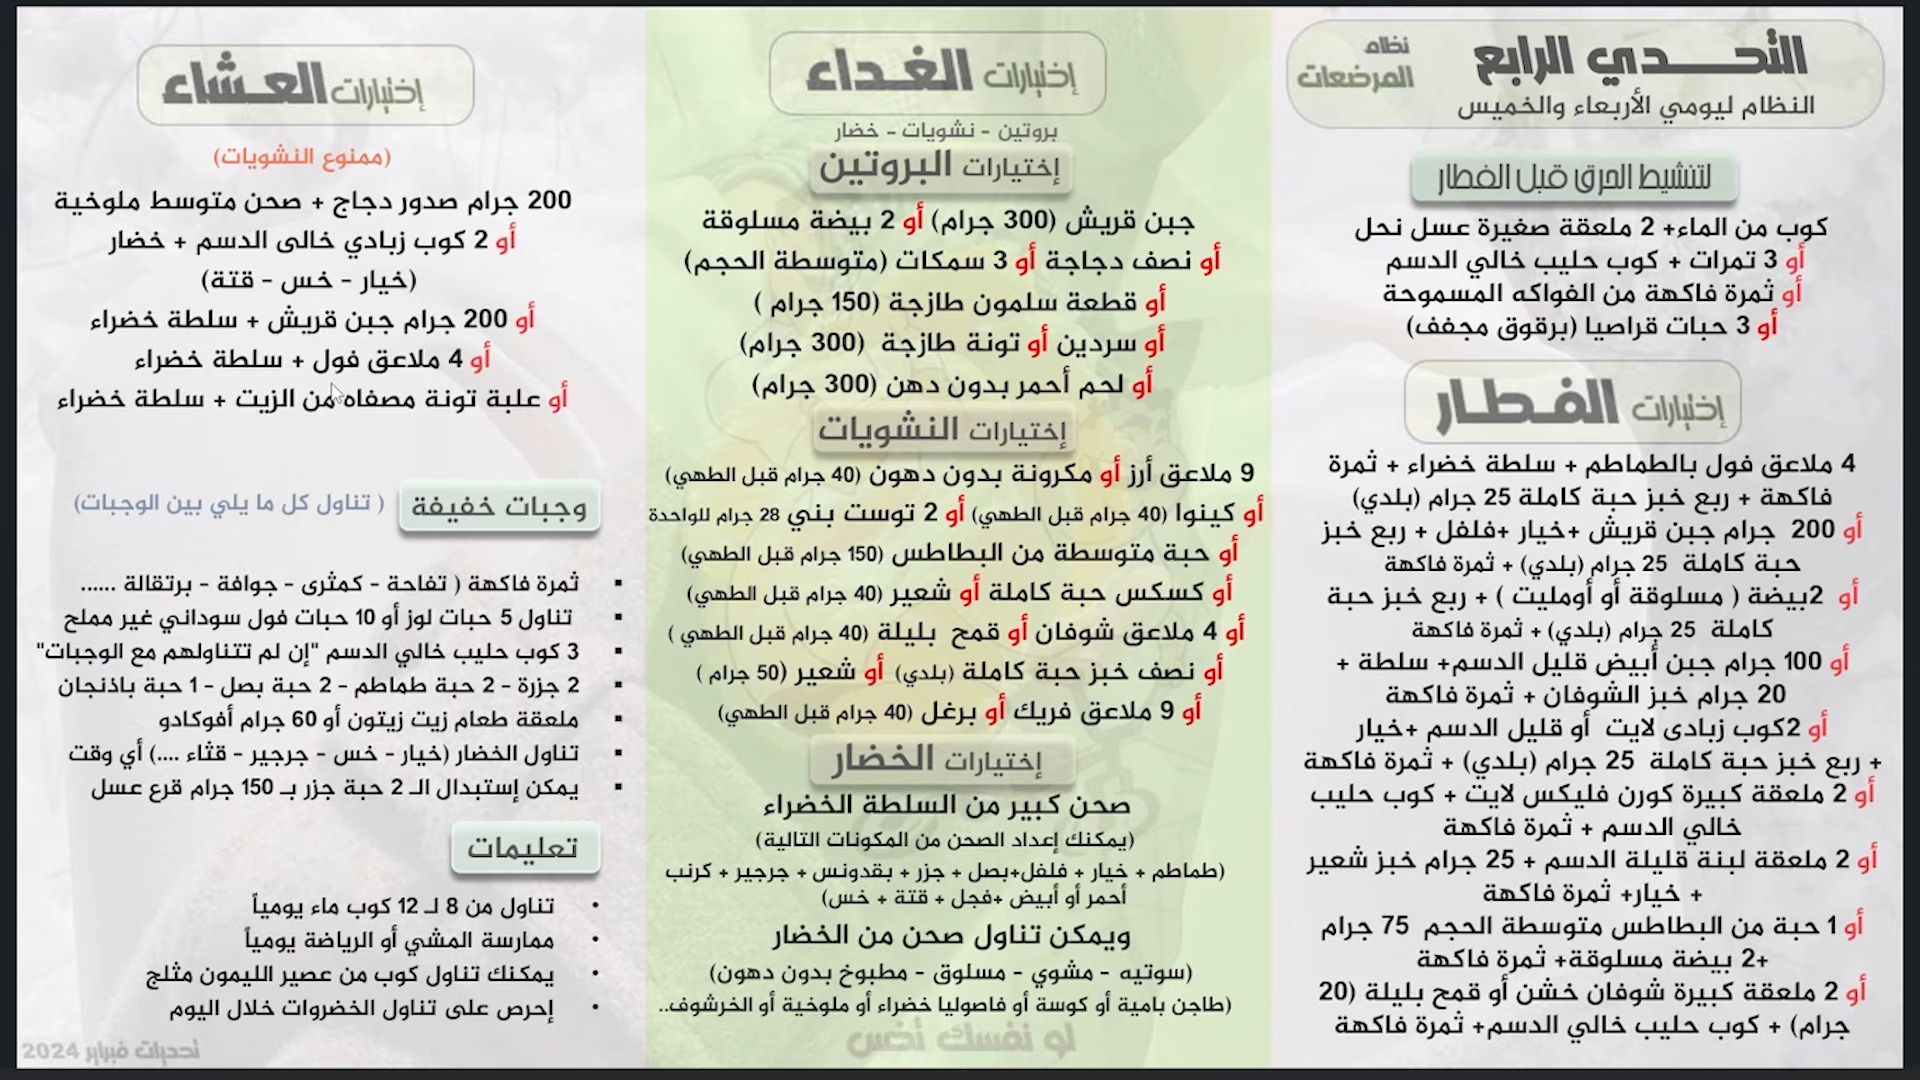 التحدي الرابع
نظام
المرضعات
النظام ليومي الأربعاء والخميس
لتنشيط الحرق قبل الفطار
كوب من الماء+ 2 ملعقة صغيرة عسل نحل
أو 3 تمرات + كوب حليب خالي الدسم
أو ثمرة فاكهة من الفواكه المسموحة
أو 3 حبات قراصيا (برقوق مجفف)
إختيارات الفطار
4 ملاعق فول بالطماطم + سلطة خضراء + ثمرة
فاكهة + ربع خبز حبة كاملة 25 جرام (بلدي)
أو 200 جرام جبن قريش +خيار +فلفل + ربع خبز
حبة كاملة 25 جرام (بلدي) + ثمرة فاكهة
أو 2بيضة ( مسلوقة أو أومليت ) + ربع خبز حبة
كاملة 25 جرام (بلدي) + ثمرة فاكهة
أو 100 جرام جبن أبيض قليل الدسم+ سلطة +
20 جرام خبز الشوفان + ثمرة فاكهة
أو 2كوب زبادى لايت أو قليل الدسم +خيار
+ ربع خبز حبة كاملة 25 جرام (بلدي) + ثمرة فاكهة
أو 2 ملعقة كبيرة كورن فليكس لايت + كوب حليب
خالي الدسم + ثمرة فاكهة
أو 2 ملعقة لبنة قليلة الدسم + 25 جرام خبز شعير
+ خيار+ ثمرة فاكهة
أو 1 حبة من البطاطس متوسطة الحجم 75 جرام
+2 بيضة مسلوقة+ ثمرة فاكهة
أو 2 ملعقة كبيرة شوفان خشن أو قمح بليلة (20
جرام) + كوب حليب خالي الدسم+ ثمرة فاكهة
إختيارات الغداء
بروتين - نشويات - خضار
إختيارات البروتين
جبن قريش (300 جرام) أو 2 بيضة مسلوقة
أو نصف دجاجة أو 3 سمكات (متوسطة الحجم)
أو قطعة سلمون طازجة (150 جرام )
أو سردين أو تونة طازجة (300 جرام)
أو لحم أحمر بدون دهن (300 جرام)
إختيارات النشويات
9 ملاعق أرز أو مكرونة بدون دهون (40 جرام قبل الطهي)
أو كينوا (40 جرام قبل الطهي) أو 2 توست بني 28 جرام للواحدة
أو حبة متوسطة من البطاطس (150 جرام قبل الطهي)
أو كسكس حبة كاملة أو شعير (40 جرام قبل الطهي)
أو 4 ملاعق شوفان أو قمح بليلة (40 جرام قبل الطهي )
أو نصف خبز حبة كاملة (بلدي) أو شعير (50 جرام )
أو 9 ملاعق فريك أو برغل (40 جرام قبل الطهي)
إختيارات الخضار
صحن كبير من السلطة الخضراء
(يمكنك إعداد الصحن من المكونات التالية)
(طماطم + خيار + فلفل+بصل + جزر + بقدونس + جرجير + كرنب
أحمر أو أبيض +فجل + قتة + خس)
ويمكن تناول صحن من الخضار
(سوتيه - مشوي - مسلوق - مطبوخ بدون دهون)
(طاجن بامية أو كوسة أو فاصوليا خضراء أو ملوخية أو الخرشوف..
لو نفسك تخس
إختيارات العشاء
(ممنوع النشويات)
200 جرام صدور دجاج + صحن متوسط ملوخية
أو 2 كوب زبادي خالى الدسم + خضار
(خيار - خس - قتة)
أو 200 جرام جبن قريش + سلطة خضراء
أو 4 ملاعق فول + سلطة خضراء
أو علبة تونة مصفاه من الزيت + سلطة خضراء
وجبات خفيفة ( تناول كل ما يلي بين الوجبات)
▪ ثمرة فاكهة ( تفاحة - كمثرى - جوافة - برتقالة ......
▪ تناول 5 حبات لوز أو 10 حبات فول سوداني غير مملح
▪ 3 كوب حليب خالي الدسم "إن لم تتناولهم مع الوجبات"
▪ 2 جزرة - 2 حبة طماطم - 2 حبة بصل - 1 حبة باذنجان
▪ ملعقة طعام زيت زيتون أو 60 جرام أفوكادو
▪ تناول الخضار (خيار - خس - جرجير - قثاء ....) أي وقت
▪ يمكن إستبدال الـ 2 حبة جزر بـ 150 جرام قرع عسل
تعليمات
• تناول من 8 لـ 12 كوب ماء يومياً
• ممارسة المشي أو الرياضة يومياً
• يمكنك تناول كوب من عصير الليمون مثلج
• إحرص على تناول الخضروات خلال اليوم
تحديات فبراير 2024